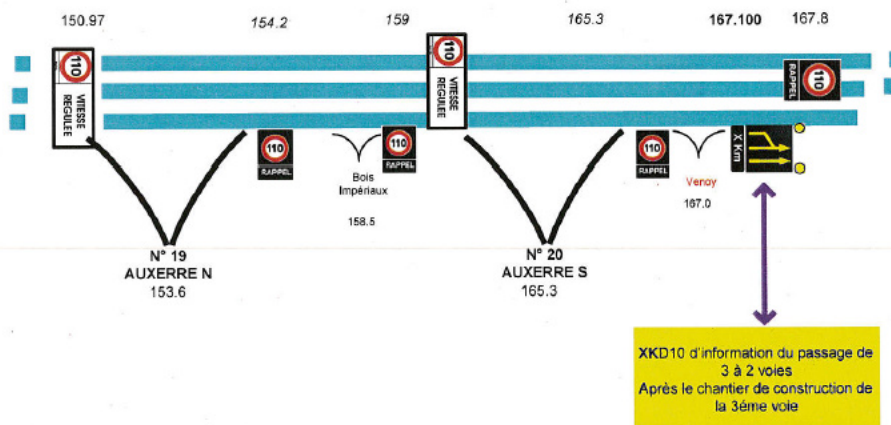 150.97 154.2 159 165.3 167.100 167.8
110
VITESSE
REGULEE
110
VITESSE
REGULEE
RAPPEL
110
110
RAPPEL
110
RAPPEL
110
RAPPEL
X Km
Bois
Impériaux
158.5
Venoy
167.0
N° 19
AUXERRE N
153.6
N° 20
AUXERRE S
165.3
XKD10 d'information du passage de
3 à 2 voies
Après le chantier de construction de
la 3éme voie